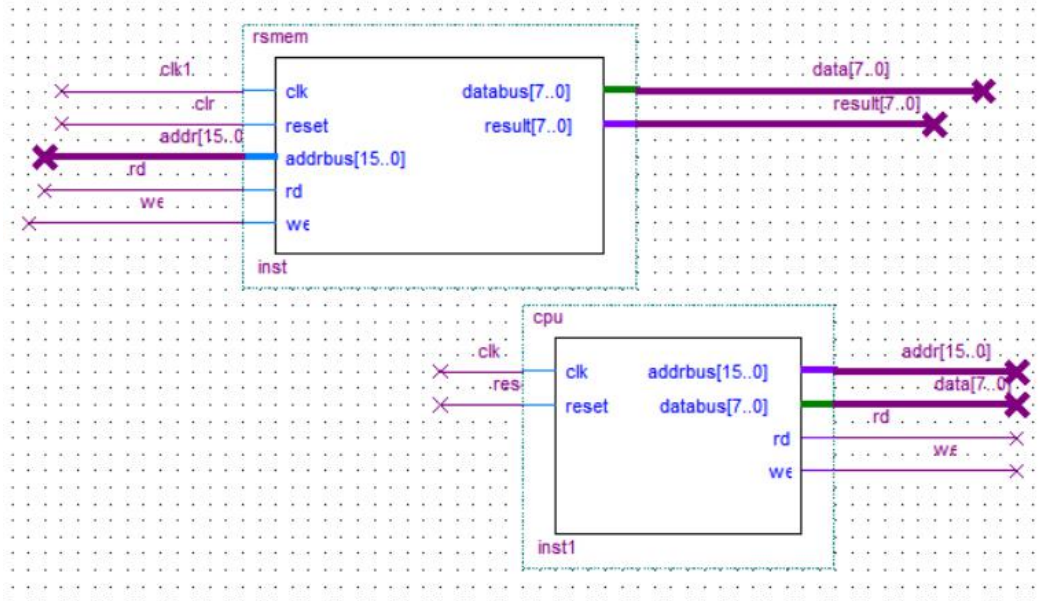 rsmem
clk1
clk databus[7..0] data[7..0]
clr
reset result[7..0] result[7..0]
addr[15..0
addrbus[15..0]
rd
rd
we
we
inst
cpu
clk
clk addrbus[15..0] addr[15..0]
res
reset databus[7..0] data[7..0]
rd
rd
we
we
inst1